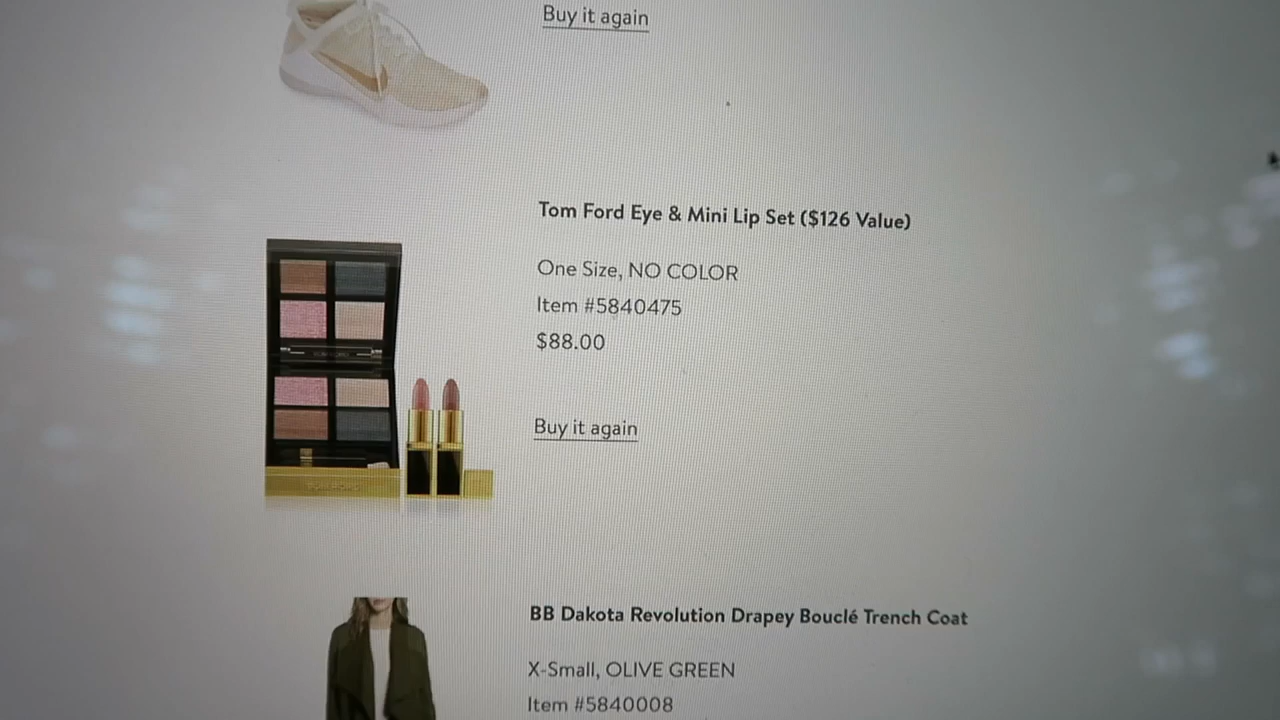 Buy it again
Tom Ford Eye & Mini Lip Set ($126 Value)
One Size, NO COLOR
Item #5840475
$88.00
Buy it again
BB Dakota Revolution Drapey Bouclé Trench Coat
X-Small, OLIVE GREEN
Item #5840008